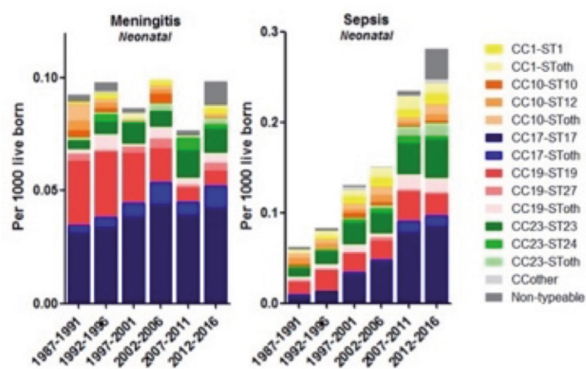 Meningitis
Neonatal
Per 1000 live born
0.10
0.05
0.00
1987-1991
1992-1996
1997-2001
2002-2006
2007-2011
2012-2016
Sepsis
Neonatal
Per 1000 live born
0.3
0.2
0.1
0.0
1987-1991
1992-1996
1997-2001
2002-2006
2007-2011
2012-2016
CC1-ST1
CC1-SToth
CC10-ST10
CC10-ST12
CC10-SToth
CC17-ST17
CC17-SToth
CC19-ST19
CC19-ST27
CC19-SToth
CC23-ST23
CC23-ST24
CC23-SToth
CCother
Non-typeable